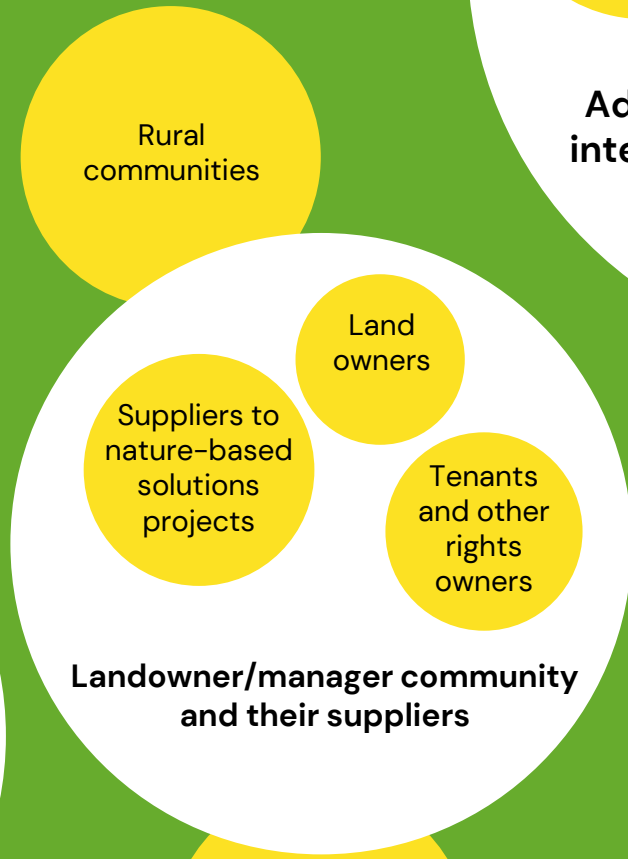 Rural
communities
Land
owners
Suppliers to
nature-based
solutions
projects
Tenants
and other
rights
owners
Landowner/manager community
and their suppliers